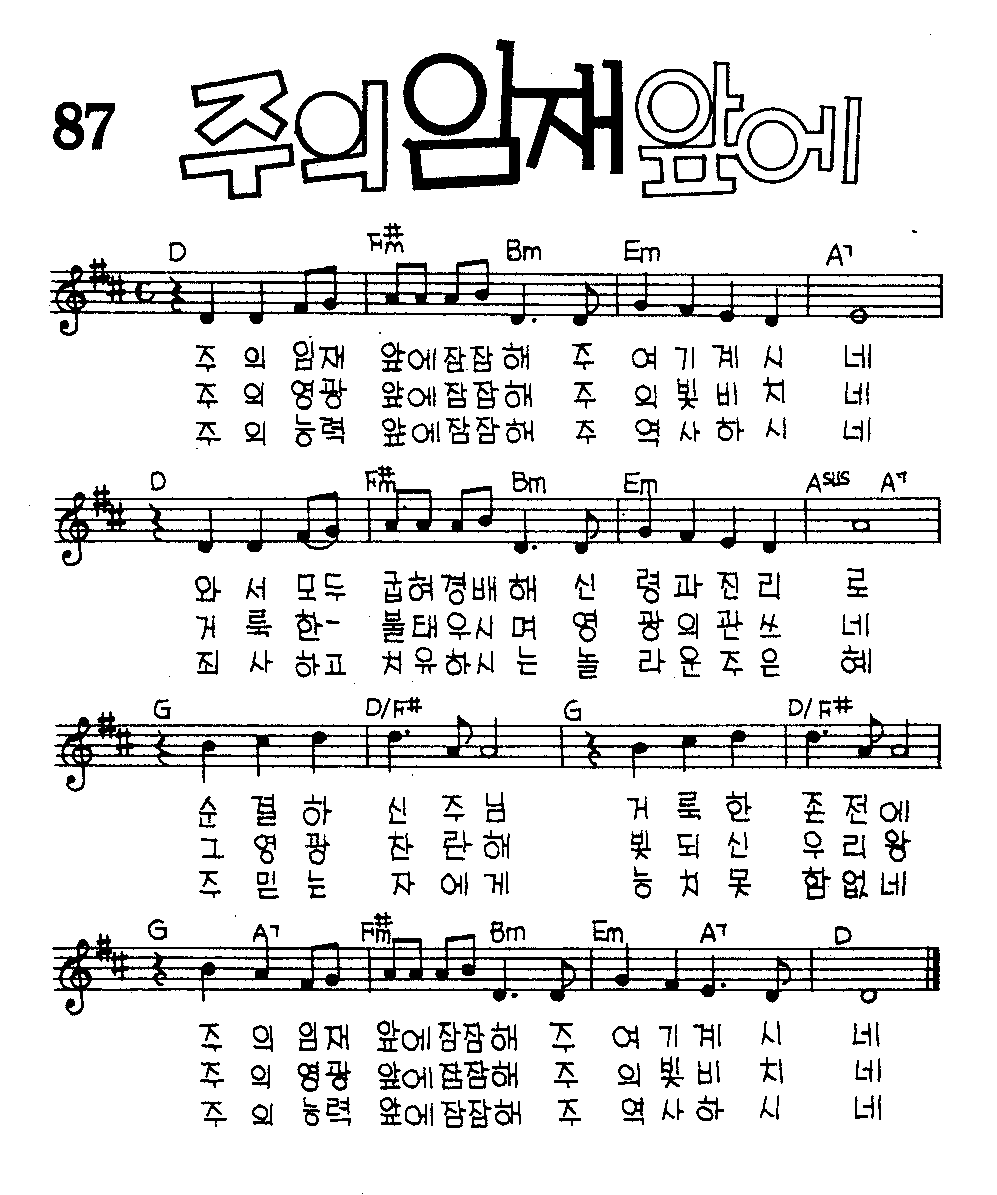 87 주의 임재 앞에
D F#m Bm Em A7
주 의 임재 앞에잠잠해 주 여 기 계 시 네
주 의 영광 앞에잠잠해 주 의 빛 비 치 네
주 의 능력 앞에잠잠해 주 역 사 하 시 네
D F#m Bm Em Asus A7
와 서 모두 굽혀경배해 신 령 과 진 리 로
거 룩 한- 불태우시며 영 광 의 관 쓰 네
죄 사 하고 치유하시는 놀 라 운 주 은 혜
G D/F# G D/F#
순 결 하 신 주 님 거 룩 한 존 전 에
그 영 광 찬 란 해 빛 되 신 우 리 왕
주 믿 는 자 에 게 능 치 못 함 없 네
G A7 F#m Bm Em A7 D
주 의 임재 앞에잠잠해 주 여 기 계 시 네
주 의 영광 앞에잠잠해 주 의 빛 비 치 네
주 의 능력 앞에잠잠해 주 역 사 하 시 네